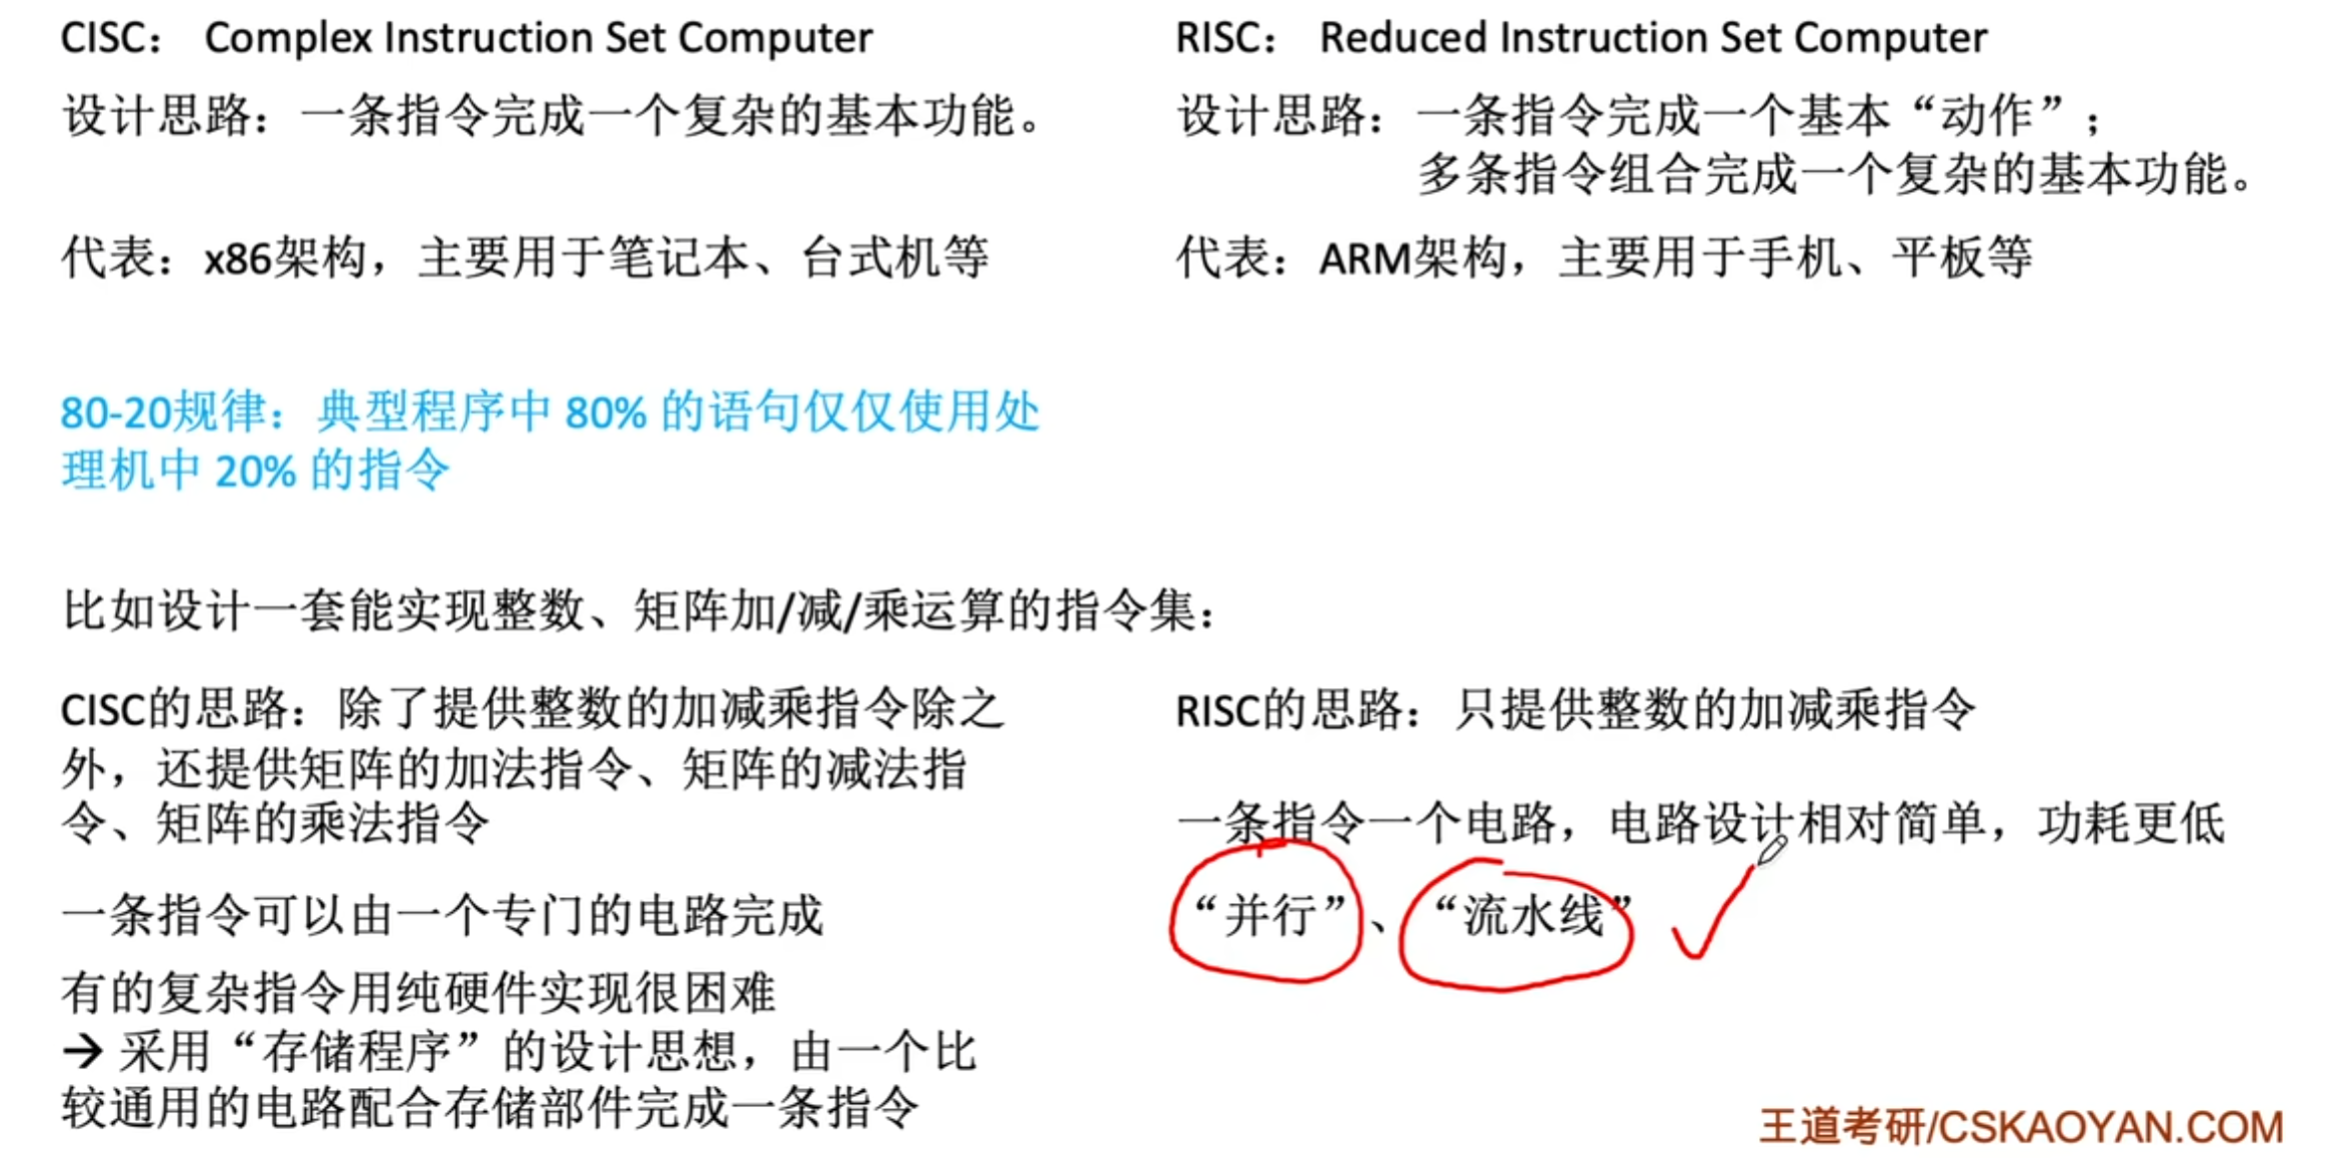 CISC： Complex Instruction Set Computer
设计思路：一条指令完成一个复杂的基本功能。
代表：x86架构，主要用于笔记本、台式机等
RISC： Reduced Instruction Set Computer
设计思路：一条指令完成一个基本“动作”；
多条指令组合完成一个复杂的基本功能。
代表：ARM架构，主要用于手机、平板等
80-20规律：典型程序中 80% 的语句仅仅使用处
理机中 20% 的指令
比如设计一套能实现整数、矩阵加/减/乘运算的指令集：
CISC的思路：除了提供整数的加减乘指令除之
外，还提供矩阵的加法指令、矩阵的减法指
令、矩阵的乘法指令
一条指令可以由一个专门的电路完成
有的复杂指令用纯硬件实现很困难
→ 采用“存储程序”的设计思想，由一个比
较通用的电路配合存储部件完成一条指令
RISC的思路：只提供整数的加减乘指令
一条指令一个电路，电路设计相对简单，功耗更低
“并行”、“流水线”
王道考研/CSKAOYAN.COM